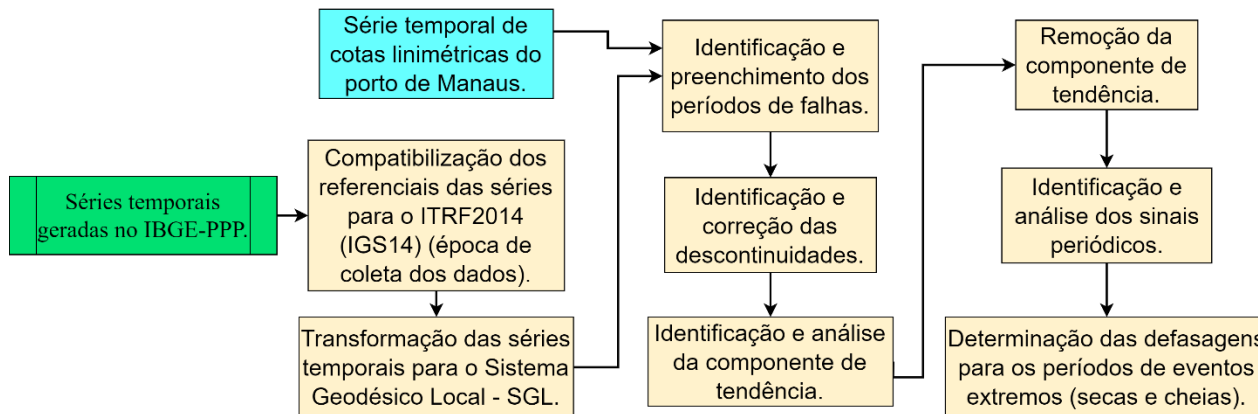 Série temporal de
cotas linimétricas do
porto de Manaus.
Séries temporais
geradas no IBGE-PPP.
Compatibilização dos
referenciais das séries
para o ITRF2014
(IGS14) (época de
coleta dos dados).
Transformação das séries
temporais para o Sistema
Geodésico Local - SGL.
Identificação e
preenchimento dos
períodos de falhas.
Identificação e
correção das
descontinuidades.
Identificação e análise
da componente de
tendência.
Remoção da
componente de
tendência.
Identificação e
análise dos sinais
periódicos.
Determinação das defasagens
para os períodos de eventos
extremos (secas e cheias).